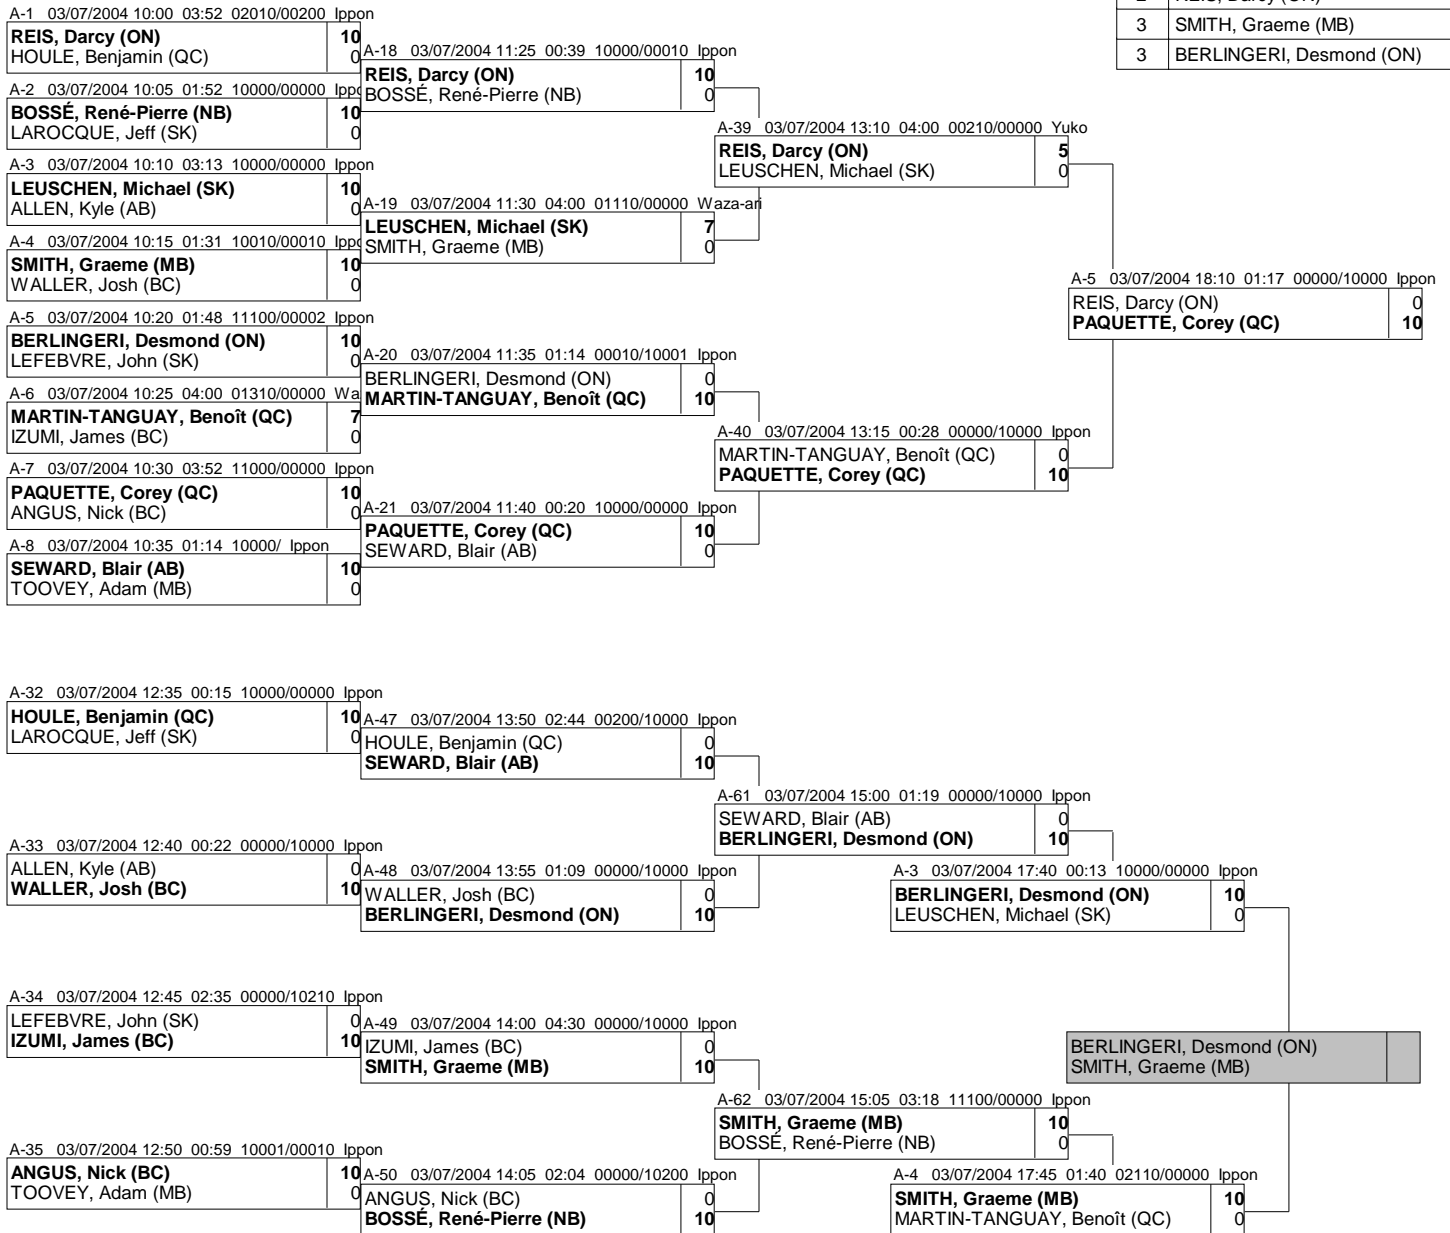 2 REIS, Darcy (ON)
3 SMITH, Graeme (MB)
3 BERLINGERI, Desmond (ON)
A-1 03/07/2004 10:00 03:52 02010/00200 Ippon
REIS, Darcy (ON) 10
HOULE, Benjamin (QC) 0
A-2 03/07/2004 10:05 01:52 10000/00000 Ippo
BOSSÉ, René-Pierre (NB) 10
LAROCQUE, Jeff (SK) 0
A-3 03/07/2004 10:10 03:13 10000/00000 Ippon
LEUSCHEN, Michael (SK) 10
ALLEN, Kyle (AB) 0
A-4 03/07/2004 10:15 01:31 10010/00010 Ippo
SMITH, Graeme (MB) 10
WALLER, Josh (BC) 0
A-5 03/07/2004 10:20 01:48 11100/00002 Ippon
BERLINGERI, Desmond (ON) 10
LEFEBVRE, John (SK) 0
A-6 03/07/2004 10:25 04:00 01310/00000 Wa
MARTIN-TANGUAY, Benoît (QC) 7
IZUMI, James (BC) 0
A-7 03/07/2004 10:30 03:52 11000/00000 Ippon
PAQUETTE, Corey (QC) 10
ANGUS, Nick (BC) 0
A-8 03/07/2004 10:35 01:14 10000/ Ippon
SEWARD, Blair (AB) 10
TOOVEY, Adam (MB) 0
A-18 03/07/2004 11:25 00:39 10000/00010 Ippon
REIS, Darcy (ON) 10
BOSSÉ, René-Pierre (NB) 0
A-19 03/07/2004 11:30 04:00 01110/00000 Waza-ari
LEUSCHEN, Michael (SK) 7
SMITH, Graeme (MB) 0
A-20 03/07/2004 11:35 01:14 00010/10001 Ippon
BERLINGERI, Desmond (ON) 0
MARTIN-TANGUAY, Benoît (QC) 10
A-21 03/07/2004 11:40 00:20 10000/00000 Ippon
PAQUETTE, Corey (QC) 10
SEWARD, Blair (AB) 0
A-39 03/07/2004 13:10 04:00 00210/00000 Yuko
REIS, Darcy (ON) 5
LEUSCHEN, Michael (SK) 0
A-40 03/07/2004 13:15 00:28 00000/10000 Ippon
MARTIN-TANGUAY, Benoît (QC) 0
PAQUETTE, Corey (QC) 10
A-5 03/07/2004 18:10 01:17 00000/10000 Ippon
REIS, Darcy (ON) 0
PAQUETTE, Corey (QC) 10
A-32 03/07/2004 12:35 00:15 10000/00000 Ippon
HOULE, Benjamin (QC) 10
LAROCQUE, Jeff (SK) 0
A-33 03/07/2004 12:40 00:22 00000/10000 Ippon
ALLEN, Kyle (AB) 0
WALLER, Josh (BC) 10
A-34 03/07/2004 12:45 02:35 00000/10210 Ippon
LEFEBVRE, John (SK) 0
IZUMI, James (BC) 10
A-35 03/07/2004 12:50 00:59 10001/00010 Ippon
ANGUS, Nick (BC) 10
TOOVEY, Adam (MB) 0
A-47 03/07/2004 13:50 02:44 00200/10000 Ippon
HOULE, Benjamin (QC) 0
SEWARD, Blair (AB) 10
A-48 03/07/2004 13:55 01:09 00000/10000 Ippon
WALLER, Josh (BC) 0
BERLINGERI, Desmond (ON) 10
A-49 03/07/2004 14:00 04:30 00000/10000 Ippon
IZUMI, James (BC) 0
SMITH, Graeme (MB) 10
A-50 03/07/2004 14:05 02:04 00000/10200 Ippon
ANGUS, Nick (BC) 0
BOSSÉ, René-Pierre (NB) 10
A-61 03/07/2004 15:00 01:19 00000/10000 Ippon
SEWARD, Blair (AB) 0
BERLINGERI, Desmond (ON) 10
A-62 03/07/2004 15:05 03:18 11100/00000 Ippon
SMITH, Graeme (MB) 10
BOSSÉ, René-Pierre (NB) 0
A-3 03/07/2004 17:40 00:13 10000/00000 Ippon
BERLINGERI, Desmond (ON) 10
LEUSCHEN, Michael (SK) 0
A-4 03/07/2004 17:45 01:40 02110/00000 Ippon
SMITH, Graeme (MB) 10
MARTIN-TANGUAY, Benoît (QC) 0
BERLINGERI, Desmond (ON)
SMITH, Graeme (MB)